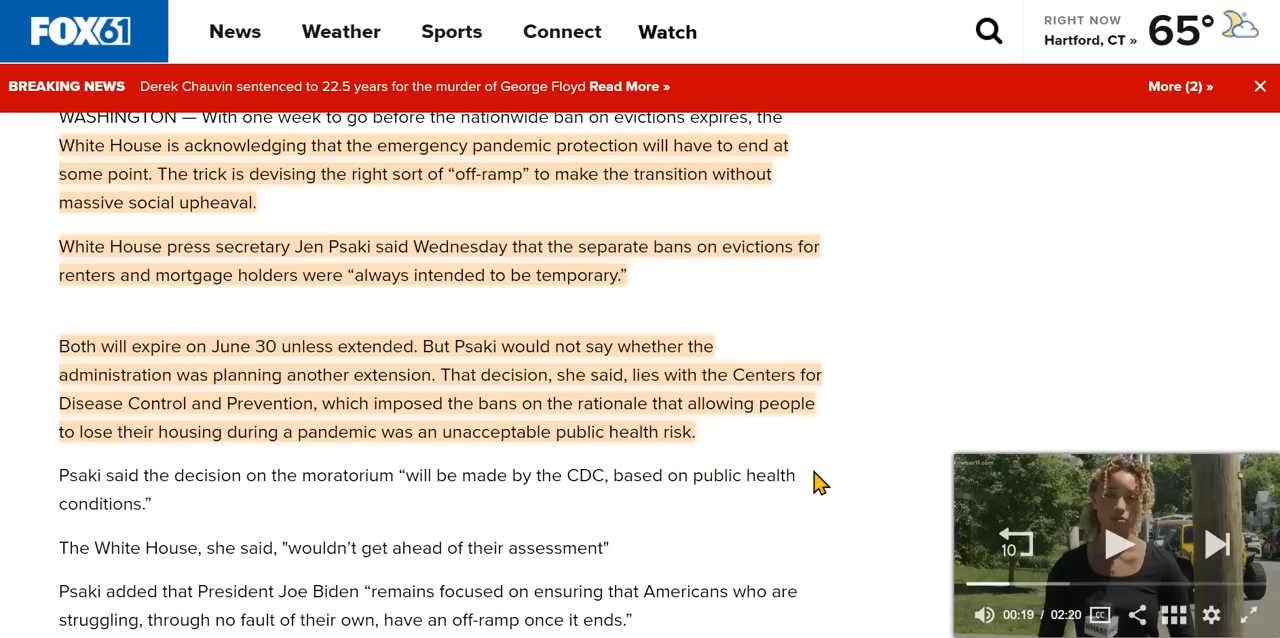 FOX61
News
Weather
Sports
Connect
Watch
RIGHT NOW
Hartford, CT »
65°
BREAKING NEWS
Derek Chauvin sentenced to 22.5 years for the murder of George Floyd Read More »
More (2) »
WASHINGTON — With one week to go before the nationwide ban on evictions expires, the
White House is acknowledging that the emergency pandemic protection will have to end at
some point. The trick is devising the right sort of “off-ramp” to make the transition without
massive social upheaval.
White House press secretary Jen Psaki said Wednesday that the separate bans on evictions for
renters and mortgage holders were “always intended to be temporary.”
Both will expire on June 30 unless extended. But Psaki would not say whether the
administration was planning another extension. That decision, she said, lies with the Centers for
Disease Control and Prevention, which imposed the bans on the rationale that allowing people
to lose their housing during a pandemic was an unacceptable public health risk.
Psaki said the decision on the moratorium “will be made by the CDC, based on public health
conditions.”
The White House, she said, "wouldn’t get ahead of their assessment"
Psaki added that President Joe Biden “remains focused on ensuring that Americans who are
struggling, through no fault of their own, have an off-ramp once it ends.”
10
00:19 / 02:20
CC